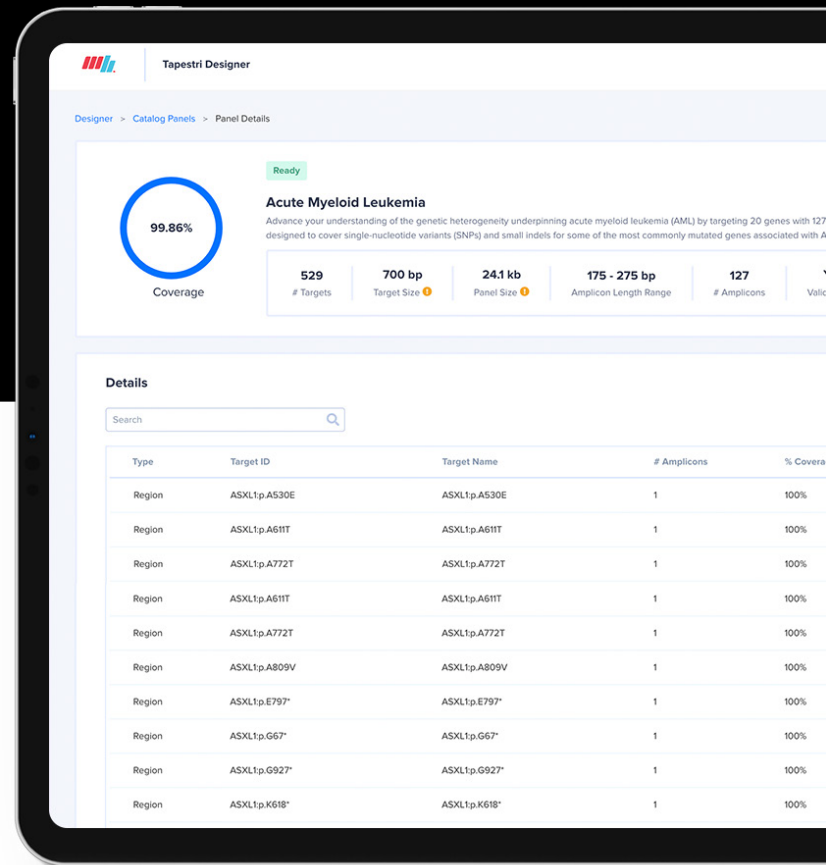 Tapestri Designer
Designer > Catalog Panels > Panel Details
Ready
99.86%
Coverage
Acute Myeloid Leukemia
Advance your understanding of the genetic heterogeneity underpinning acute myeloid leukemia (AML) by targeting 20 genes with 127
designed to cover single-nucleotide variants (SNPs) and small indels for some of the most commonly mutated genes associated with A
529 700 bp 24.1 kb 175 - 275 bp 127
# Targets Target Size Panel Size Amplicon Length Range # Amplicons Valid
Details
Search
Type Target ID Target Name # Amplicons % Covera
Region ASXL1:p.A530E ASXL1:p.A530E 1 100%
Region ASXL1:p.A611T ASXL1:p.A611T 1 100%
Region ASXL1:p.A772T ASXL1:p.A772T 1 100%
Region ASXL1:p.A611T ASXL1:p.A611T 1 100%
Region ASXL1:p.A772T ASXL1:p.A772T 1 100%
Region ASXL1:p.A809V ASXL1:p.A809V 1 100%
Region ASXL1:p.E797* ASXL1:p.E797* 1 100%
Region ASXL1:p.G67* ASXL1:p.G67* 1 100%
Region ASXL1:p.G927* ASXL1:p.G927* 1 100%
Region ASXL1:p.K618* ASXL1:p.K618* 1 100%